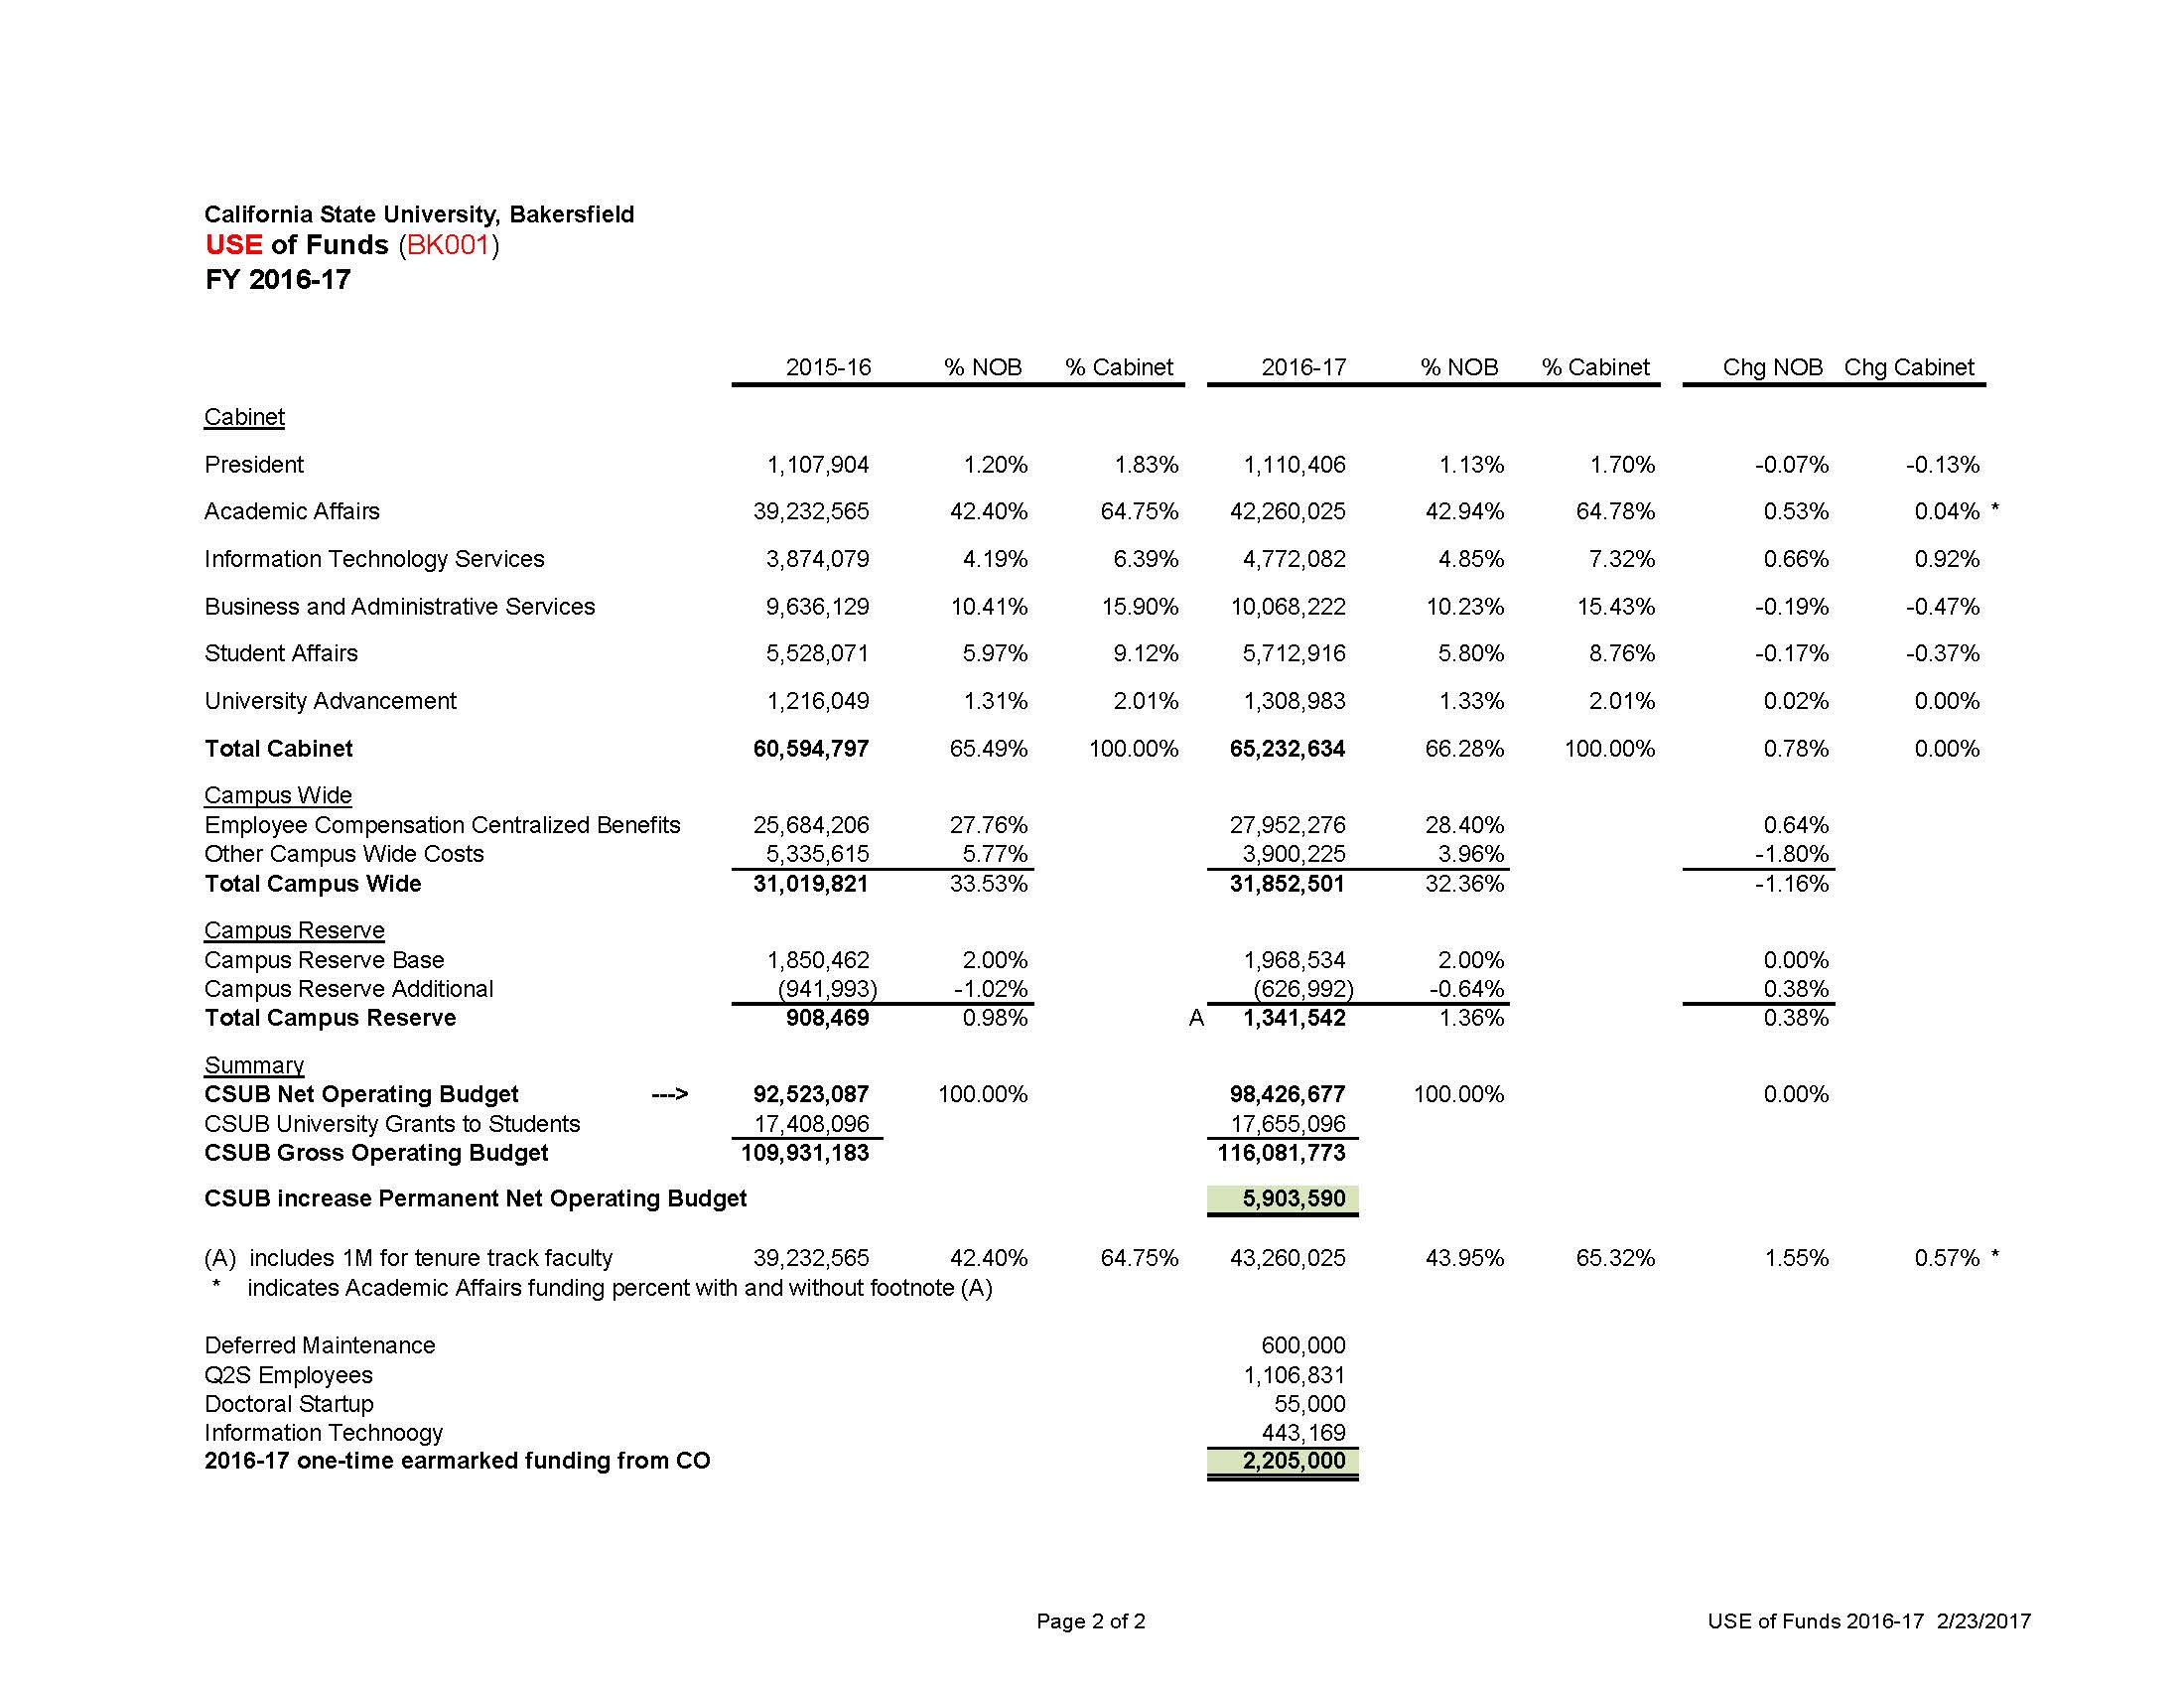 California State University, Bakersfield
USE of Funds (BK001)
FY 2016-17
2015-16 % NOB % Cabinet 2016-17 % NOB % Cabinet Chg NOB Chg Cabinet
Cabinet
President 1,107,904 1.20% 1.83% 1,110,406 1.13% 1.70% -0.07% -0.13%
Academic Affairs 39,232,565 42.40% 64.75% 42,260,025 42.94% 64.78% 0.53% 0.04% *
Information Technology Services 3,874,079 4.19% 6.39% 4,772,082 4.85% 7.32% 0.66% 0.92%
Business and Administrative Services 9,636,129 10.41% 15.90% 10,068,222 10.23% 15.43% -0.19% -0.47%
Student Affairs 5,528,071 5.97% 9.12% 5,712,916 5.80% 8.76% -0.17% -0.37%
University Advancement 1,216,049 1.31% 2.01% 1,308,983 1.33% 2.01% 0.02% 0.00%
Total Cabinet 60,594,797 65.49% 100.00% 65,232,634 66.28% 100.00% 0.78% 0.00%
Campus Wide
Employee Compensation Centralized Benefits 25,684,206 27.76% 27,952,276 28.40% 0.64%
Other Campus Wide Costs 5,335,615 5.77% 3,900,225 3.96% -1.80%
Total Campus Wide 31,019,821 33.53% 31,852,501 32.36% -1.16%
Campus Reserve
Campus Reserve Base 1,850,462 2.00% 1,968,534 2.00% 0.00%
Campus Reserve Additional (941,993) -1.02% (626,992) -0.64% 0.38%
Total Campus Reserve 908,469 0.98% A 1,341,542 1.36% 0.38%
Summary
CSUB Net Operating Budget ---> 92,523,087 100.00% 98,426,677 100.00% 0.00%
CSUB University Grants to Students 17,408,096 17,655,096
CSUB Gross Operating Budget 109,931,183 116,081,773
CSUB increase Permanent Net Operating Budget 5,903,590
(A) includes 1M for tenure track faculty 39,232,565 42.40% 64.75% 43,260,025 43.95% 65.32% 1.55% 0.57% *
* indicates Academic Affairs funding percent with and without footnote (A)
Deferred Maintenance 600,000
Q2S Employees 1,106,831
Doctoral Startup 55,000
Information Technoogy 443,169
2016-17 one-time earmarked funding from CO 2,205,000
Page 2 of 2 USE of Funds 2016-17 2/23/2017